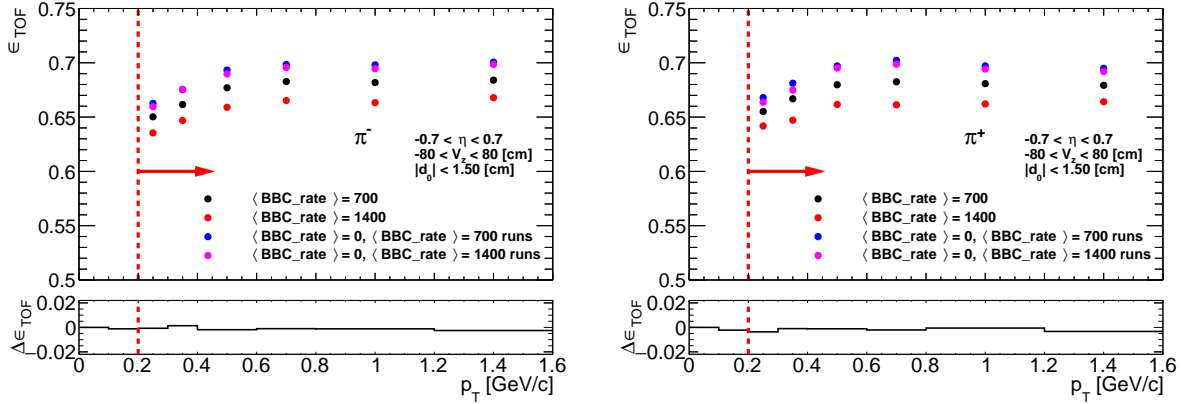 0.75
0.7
0.65
0.6
0.55
0.5
ϵ_TOF
π⁻
-0.7 < η < 0.7
-80 < V_z < 80 [cm]
|d_0| < 1.50 [cm]
⟨ BBC_rate ⟩ = 700
⟨ BBC_rate ⟩ = 1400
⟨ BBC_rate ⟩ = 0, ⟨ BBC_rate ⟩ = 700 runs
⟨ BBC_rate ⟩ = 0, ⟨ BBC_rate ⟩ = 1400 runs
0.02
0
−0.02
Δϵ_TOF
0 0.2 0.4 0.6 0.8 1 1.2 1.4 1.6
p_T [GeV/c]
0.75
0.7
0.65
0.6
0.55
0.5
ϵ_TOF
π⁺
-0.7 < η < 0.7
-80 < V_z < 80 [cm]
|d_0| < 1.50 [cm]
⟨ BBC_rate ⟩ = 700
⟨ BBC_rate ⟩ = 1400
⟨ BBC_rate ⟩ = 0, ⟨ BBC_rate ⟩ = 700 runs
⟨ BBC_rate ⟩ = 0, ⟨ BBC_rate ⟩ = 1400 runs
0.02
0
−0.02
Δϵ_TOF
0 0.2 0.4 0.6 0.8 1 1.2 1.4 1.6
p_T [GeV/c]